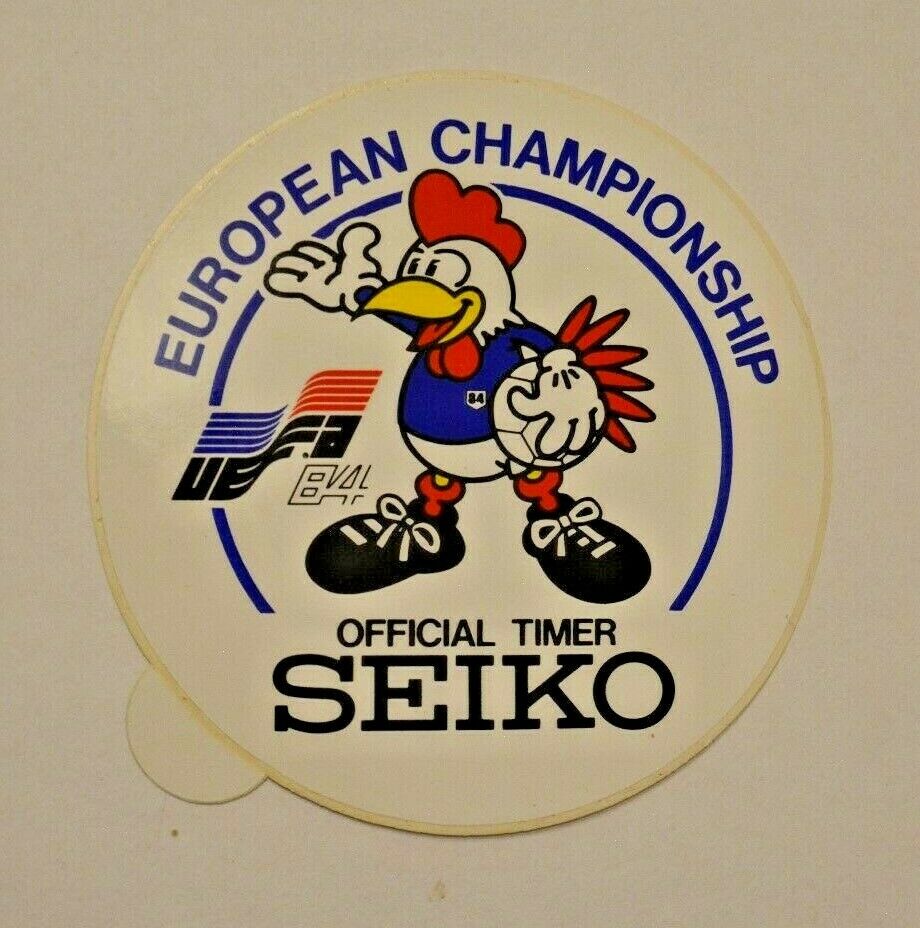 EUROPEAN CHAMPIONSHIP
84
uefa
84
OFFICIAL TIMER
SEIKO